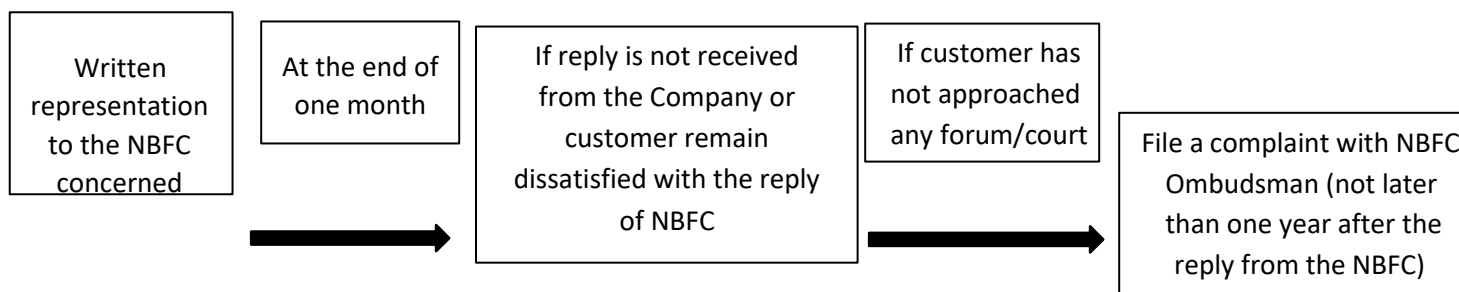 Written
representation
to the NBFC
concerned
At the end of
one month
If reply is not received
from the Company or
customer remain
dissatisfied with the reply
of NBFC
If customer has
not approached
any forum/court
File a complaint with NBFC
Ombudsman (not later
than one year after the
reply from the NBFC)